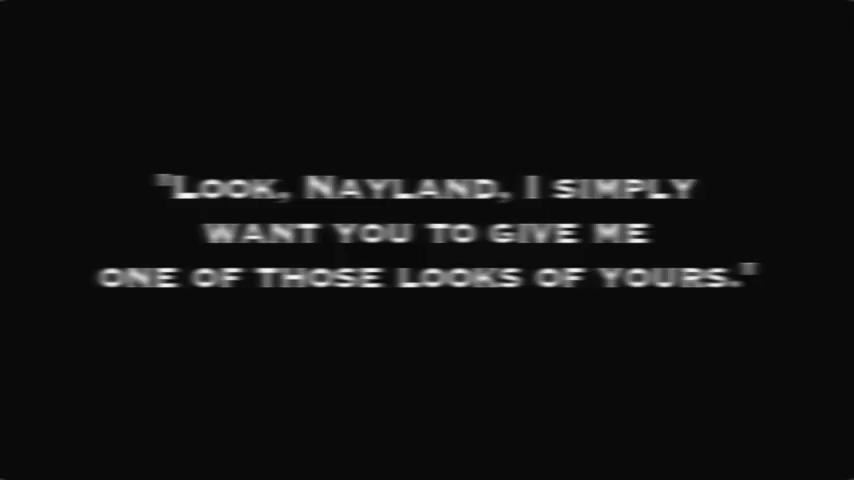 "Look, Nayland, I simply
want you to give me
one of those looks of yours."